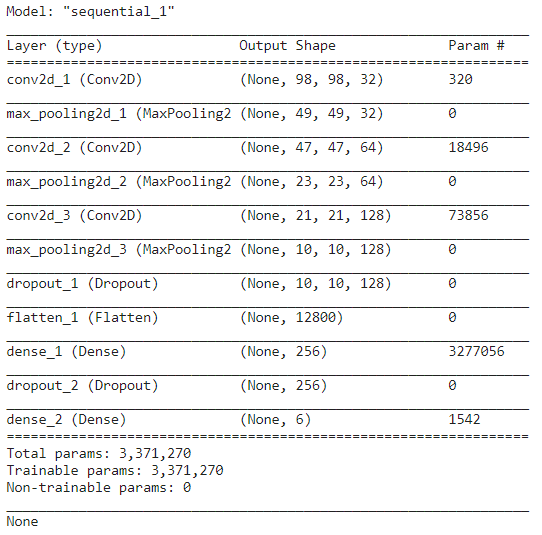 Model: "sequential_1"
Layer (type) Output Shape Param #
conv2d_1 (Conv2D) (None, 98, 98, 32) 320
max_pooling2d_1 (MaxPooling2 (None, 49, 49, 32) 0
conv2d_2 (Conv2D) (None, 47, 47, 64) 18496
max_pooling2d_2 (MaxPooling2 (None, 23, 23, 64) 0
conv2d_3 (Conv2D) (None, 21, 21, 128) 73856
max_pooling2d_3 (MaxPooling2 (None, 10, 10, 128) 0
dropout_1 (Dropout) (None, 10, 10, 128) 0
flatten_1 (Flatten) (None, 12800) 0
dense_1 (Dense) (None, 256) 3277056
dropout_2 (Dropout) (None, 256) 0
dense_2 (Dense) (None, 6) 1542
Total params: 3,371,270
Trainable params: 3,371,270
Non-trainable params: 0
None